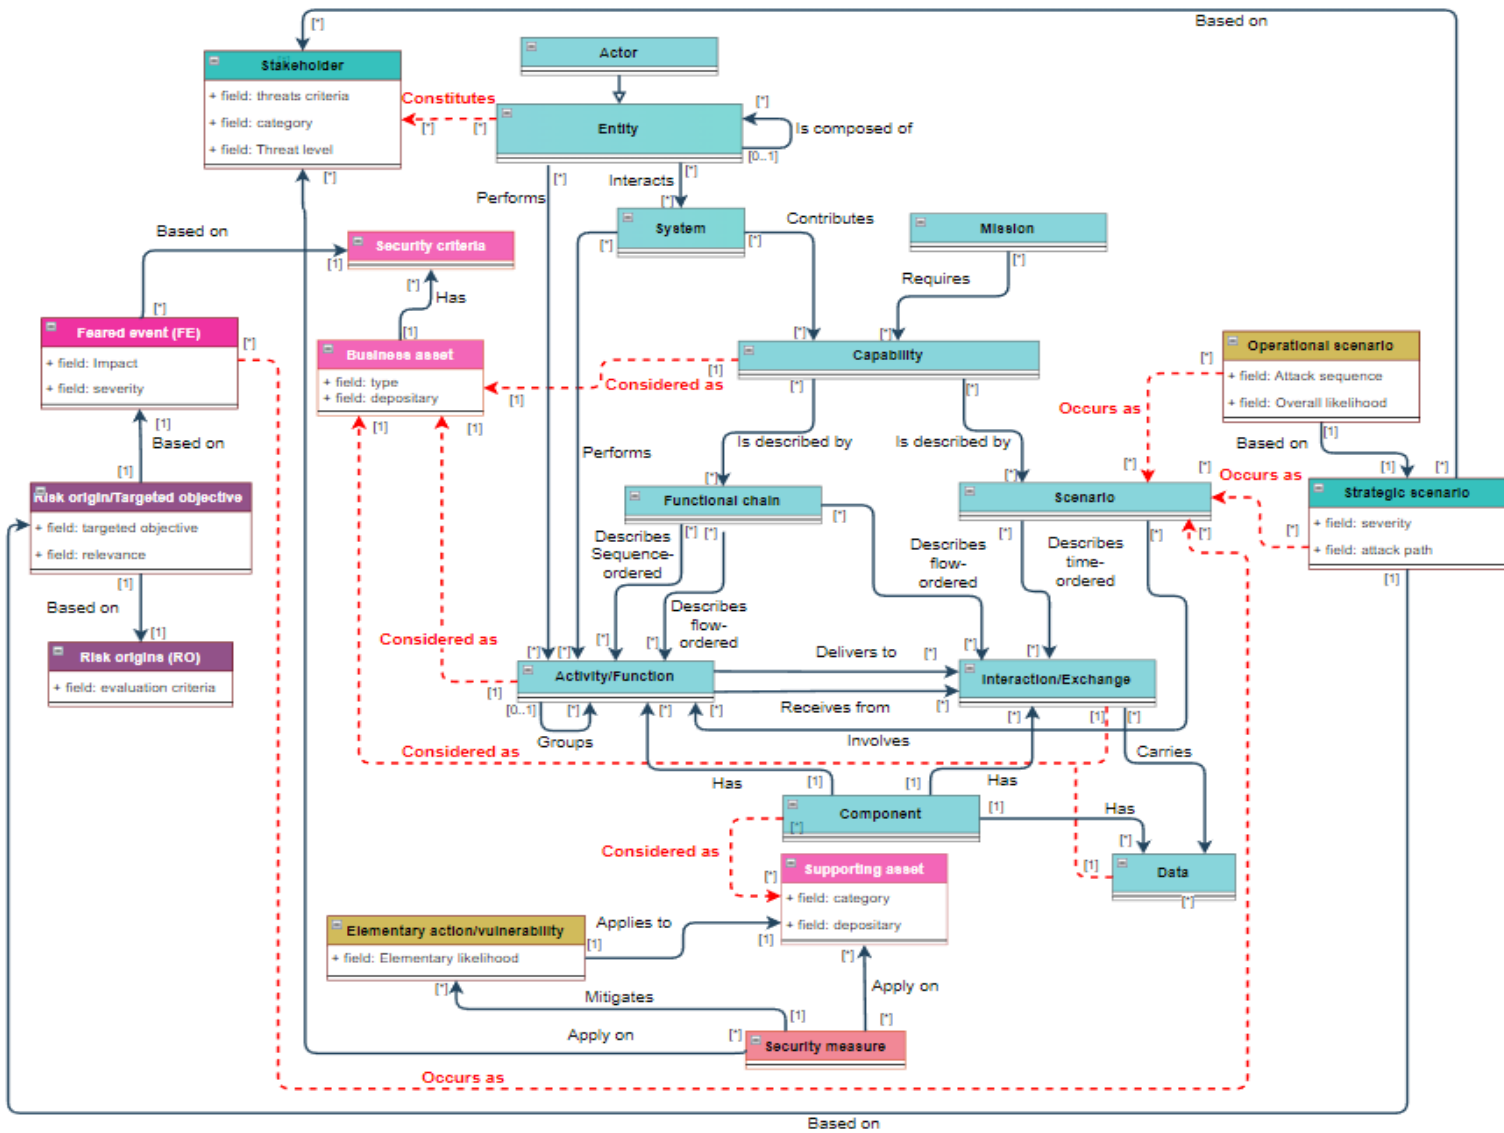 Based on
[*]
Actor
Stakeholder
+ field: threats criteria
+ field: category
+ field: Threat level
Constitutes
[*]
[*]
[*]
Entity
[*]
Is composed of
[0..1]
Performs
[*]
Interacts
[*]
[*]
System
[*]
[*]
Contributes
Mission
[*]
Requires
Based on
Security criteria
[1]
[*]
Has
[*]
[1]
Feared event (FE)
+ field: Impact
+ field: severity
[*]
[1]
Business asset
+ field: type
+ field: depositary
[*]
[*]
Capability
[1]
Considered as
[1]
[*]
[*]
Operational scenario
+ field: Attack sequence
+ field: Overall likelihood
[*]
Occurs as
[1]
Based on
[1]
[*]
[1]
[1]
Based on
[1]
Is described by
Is described by
Performs
[*]
[*]
[*]
[*]
Occurs as
Risk origin/Targeted objective
+ field: targeted objective
+ field: relevance
[1]
Functional chain
[*]
[*]
[*]
Scenario
[*]
[*]
[*]
Strategic scenario
+ field: severity
+ field: attack path
[*]
[1]
Describes
Sequence-
ordered
Describes
flow-
ordered
Describes
time-
ordered
Describes
flow-
ordered
Based on
[1]
Risk origins (RO)
+ field: evaluation criteria
Considered as
[*]
[*]
[*]
[*]
[*]
[*]
Activity/Function
Delivers to
[*]
Receives from
[*]
Interaction/Exchange
[1]
[0..1]
[*]
[*]
[*]
[*]
[1]
[*]
Groups
Considered as
Involves
Carries
Has
[1]
[1]
Has
Component
[*]
[1]
Has
[*]
Considered as
[*]
Supporting asset
+ field: category
+ field: depositary
[1]
Data
[*]
Elementary action/vulnerability
+ field: Elementary likelihood
[1]
Applies to
[1]
[*]
[*]
Mitigates
[1]
Apply on
[*]
Apply on
[*]
Security measure
Occurs as
Based on